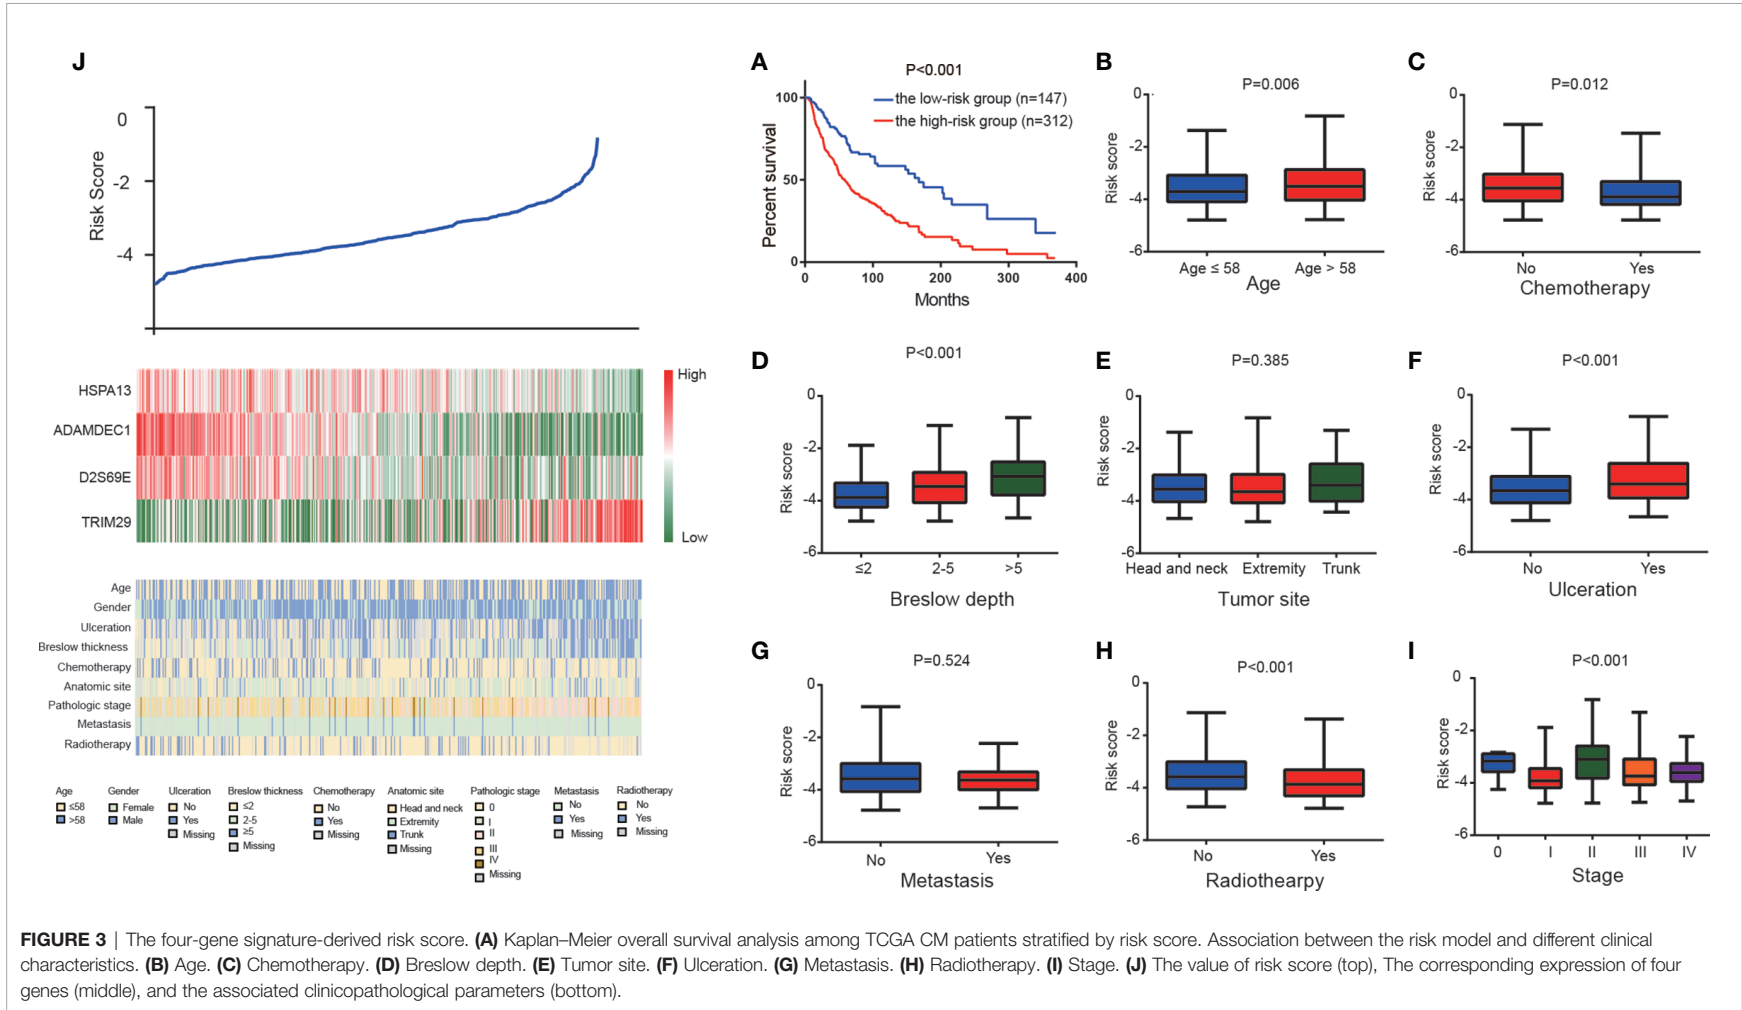 J
0
-2
-4
Risk Score
HSPA13
ADAMDEC1
D2S69E
TRIM29
High
Low
Age
Gender
Ulceration
Breslow thickness
Chemotherapy
Anatomic site
Pathologic stage
Metastasis
Radiotherapy
Age
≤58
>58
Gender
Female
Male
Ulceration
No
Yes
Missing
Breslow thickness
≤2
2-5
≥5
Missing
Chemotherapy
No
Yes
Missing
Anatomic site
Head and neck
Extremity
Trunk
Missing
Pathologic stage
0
I
II
III
IV
Missing
Metastasis
No
Yes
Missing
Radiotherapy
No
Yes
Missing
A
P<0.001
the low-risk group (n=147)
the high-risk group (n=312)
100
50
0
Percent survival
0 100 200 300 400
Months
B
P=0.006
0
-2
-4
-6
Risk score
Age ≤ 58 Age > 58
Age
C
P=0.012
0
-2
-4
-6
Risk score
No Yes
Chemotherapy
D
P<0.001
0
-2
-4
-6
Risk score
≤2 2-5 >5
Breslow depth
E
P=0.385
0
-2
-4
-6
Risk score
Head and neck Extremity Trunk
Tumor site
F
P<0.001
0
-2
-4
-6
Risk score
No Yes
Ulceration
G
P=0.524
0
-2
-4
-6
Risk score
No Yes
Metastasis
H
P<0.001
0
-2
-4
-6
Risk score
No Yes
Radiothearpy
I
P<0.001
0
-2
-4
-6
Risk score
0 I II III IV
Stage
FIGURE 3 | The four-gene signature-derived risk score. (A) Kaplan–Meier overall survival analysis among TCGA CM patients stratified by risk score. Association between the risk model and different clinical
characteristics. (B) Age. (C) Chemotherapy. (D) Breslow depth. (E) Tumor site. (F) Ulceration. (G) Metastasis. (H) Radiotherapy. (I) Stage. (J) The value of risk score (top), The corresponding expression of four
genes (middle), and the associated clinicopathological parameters (bottom).